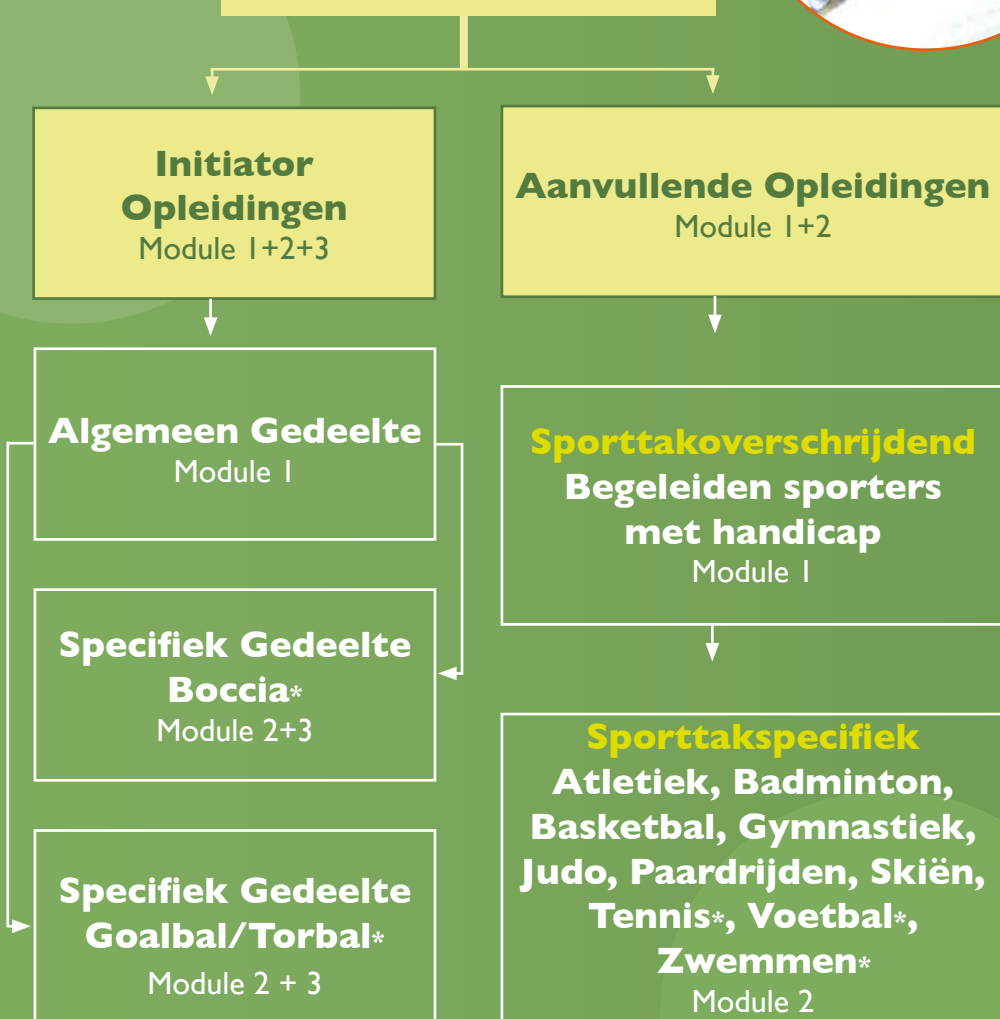 Initiator
Opleidingen
Module 1+2+3
Aanvullende Opleidingen
Module 1+2
Algemeen Gedeelte
Module 1
Specifiek Gedeelte
Boccia*
Module 2+3
Specifiek Gedeelte
Goalbal/Torbal*
Module 2 + 3
Sporttakoverschrijdend
Begeleiden sporters
met handicap
Module 1
Sporttakspecifiek
Atletiek, Badminton,
Basketbal, Gymnastiek,
Judo, Paardrijden, Skiën,
Tennis*, Voetbal*,
Zwemmen*
Module 2